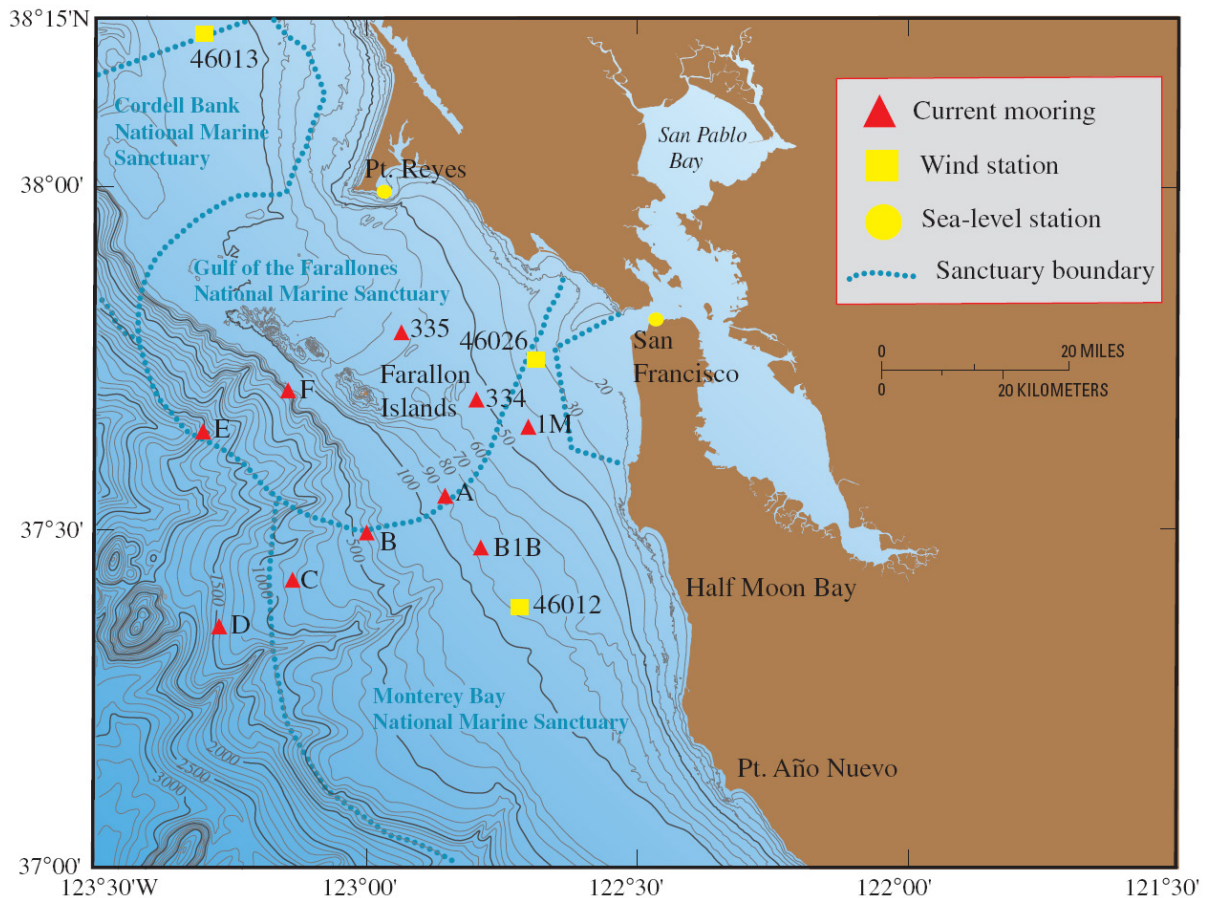 38°15'N
46013
Cordell Bank
National Marine
Sanctuary
San Pablo
Bay
Current mooring
Wind station
Sea-level station
Sanctuary boundary
Pt. Reyes
38°00'
Gulf of the Farallones
National Marine Sanctuary
335
46026
San
Francisco
0 20 MILES
0 20 KILOMETERS
Farallon
Islands
F
334
20
30
E
1M
50
60
70
80
90
100
A
37°30'
B
500
B1B
C
1000
1500
46012
Half Moon Bay
D
Monterey Bay
National Marine Sanctuary
2000
2500
3000
Pt. Año Nuevo
37°00'
123°30'W
123°00'
122°30'
122°00'
121°30'